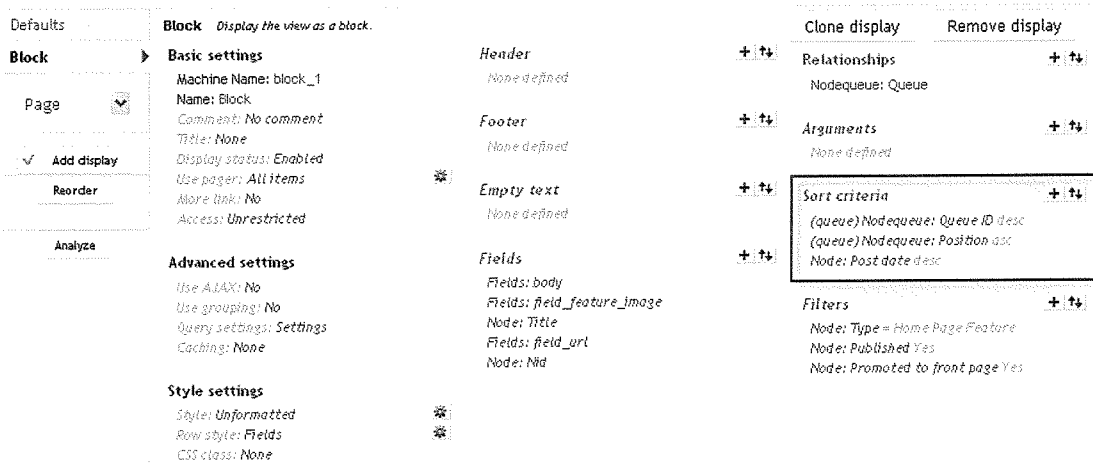 Defaults
Block
Page
Add display
Reorder
Analyze
Block Display the view as a block.
Basic settings
Machine Name: block_1
Name: Block
Comment: No comment
Title: None
Display status: Enabled
Use pager: All items
More link: No
Access: Unrestricted
Advanced settings
Use AJAX: No
Use grouping: No
Query settings: Settings
Caching: None
Style settings
Style: Unformatted
Row style: Fields
CSS class: None
Header
None defined
Footer
None defined
Empty text
None defined
Fields
Fields: body
Fields: field_feature_image
Node: Title
Fields: field_url
Node: Nid
Clone display Remove display
Relationships
Nodequeue: Queue
Arguments
None defined
Sort criteria
(queue) Nodequeue: Queue ID desc
(queue) Nodequeue: Position asc
Node: Post date desc
Filters
Node: Type = Home Page Feature
Node: Published Yes
Node: Promoted to front page Yes